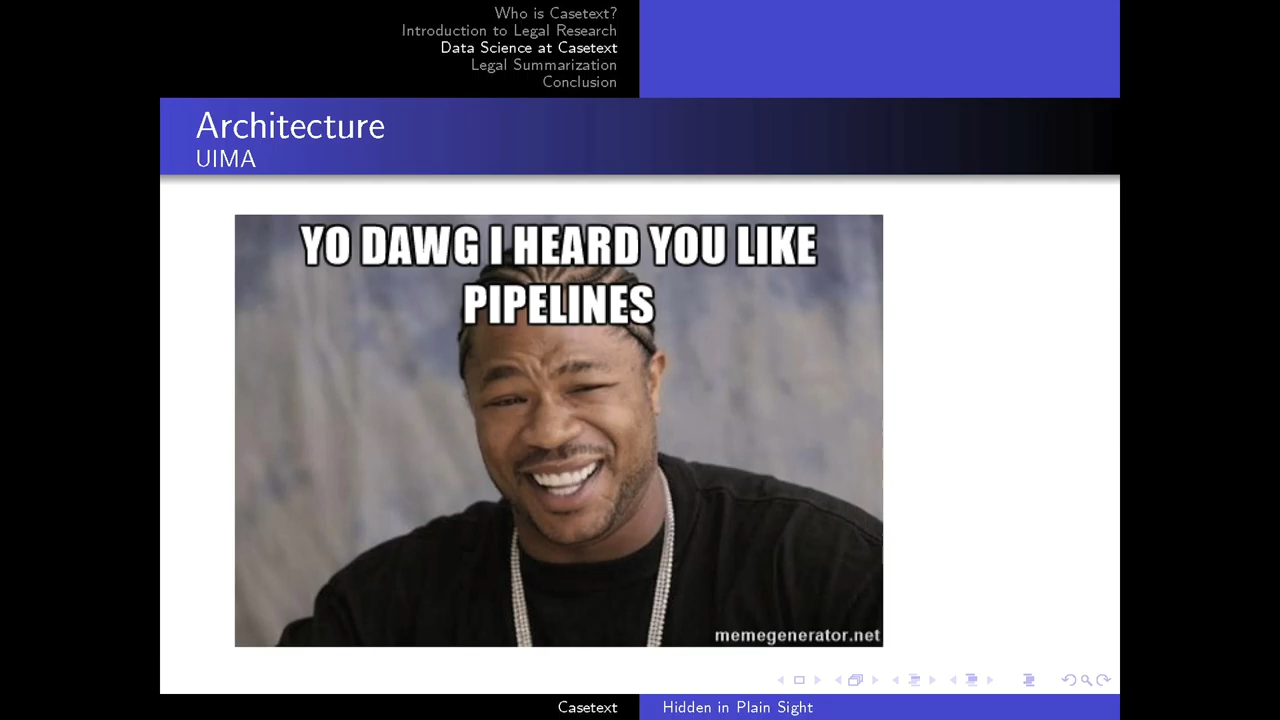 Who is Casetext?
Introduction to Legal Research
Data Science at Casetext
Legal Summarization
Conclusion
Architecture
UIMA
YO DAWG I HEARD YOU LIKE
PIPELINES
memegenerator.net
Casetext
Hidden in Plain Sight